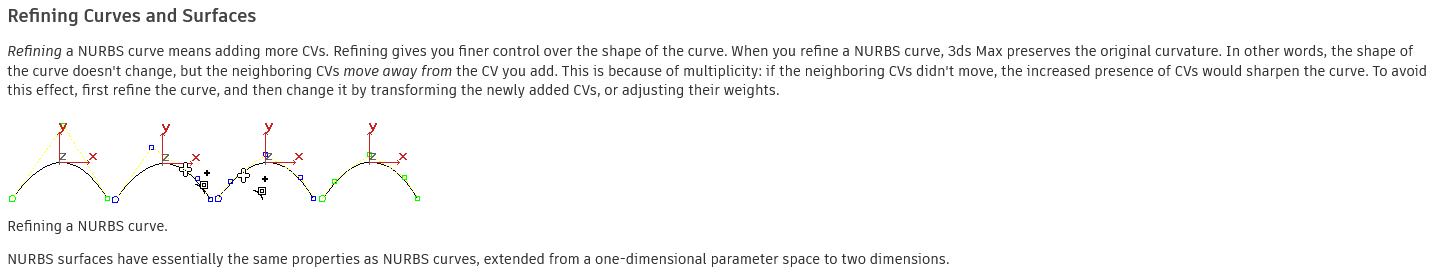 Refining Curves and Surfaces
Refining a NURBS curve means adding more CVs. Refining gives you finer control over the shape of the curve. When you refine a NURBS curve, 3ds Max preserves the original curvature. In other words, the shape of
the curve doesn't change, but the neighboring CVs move away from the CV you add. This is because of multiplicity: if the neighboring CVs didn't move, the increased presence of CVs would sharpen the curve. To avoid
this effect, first refine the curve, and then change it by transforming the newly added CVs, or adjusting their weights.
y y y y
z x z x z x z x
Refining a NURBS curve.
NURBS surfaces have essentially the same properties as NURBS curves, extended from a one-dimensional parameter space to two dimensions.